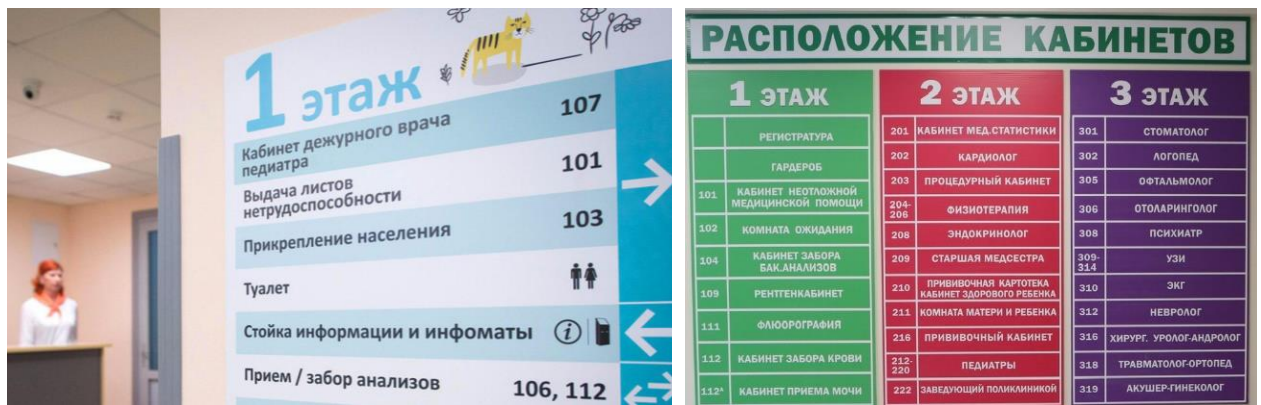 1 этаж
Кабинет дежурного врача
педиатра
107
Выдача листов
нетрудоспособности
101
Прикрепление населения
103
Туалет
Стойка информации и инфоматы
i
Прием / забор анализов
106, 112
РАСПОЛОЖЕНИЕ КАБИНЕТОВ
1 ЭТАЖ
РЕГИСТРАТУРА
ГАРДЕРОБ
101 КАБИНЕТ НЕОТЛОЖНОЙ
МЕДИЦИНСКОЙ ПОМОЩИ
102 КОМНАТА ОЖИДАНИЯ
104 КАБИНЕТ ЗАБОРА
БАК.АНАЛИЗОВ
109 РЕНТГЕНКАБИНЕТ
111 ФЛЮОРОГРАФИЯ
112 КАБИНЕТ ЗАБОРА КРОВИ
112ᴬ КАБИНЕТ ПРИЕМА МОЧИ
2 ЭТАЖ
201 КАБИНЕТ МЕД.СТАТИСТИКИ
202 КАРДИОЛОГ
203 ПРОЦЕДУРНЫЙ КАБИНЕТ
204-
206 ФИЗИОТЕРАПИЯ
208 ЭНДОКРИНОЛОГ
209 СТАРШАЯ МЕДСЕСТРА
210 ПРИВИВОЧНАЯ КАРТОТЕКА
КАБИНЕТ ЗДОРОВОГО РЕБЕНКА
211 КОМНАТА МАТЕРИ И РЕБЕНКА
216 ПРИВИВОЧНЫЙ КАБИНЕТ
212-
220 ПЕДИАТРЫ
222 ЗАВЕДУЮЩИЙ ПОЛИКЛИНИКОЙ
3 ЭТАЖ
301 СТОМАТОЛОГ
302 ЛОГОПЕД
305 ОФТАЛЬМОЛОГ
306 ОТОЛАРИНГОЛОГ
308 ПСИХИАТР
309-
314 УЗИ
310 ЭКГ
312 НЕВРОЛОГ
316 ХИРУРГ. УРОЛОГ-АНДРОЛОГ
318 ТРАВМАТОЛОГ-ОРТОПЕД
319 АКУШЕР-ГИНЕКОЛОГ